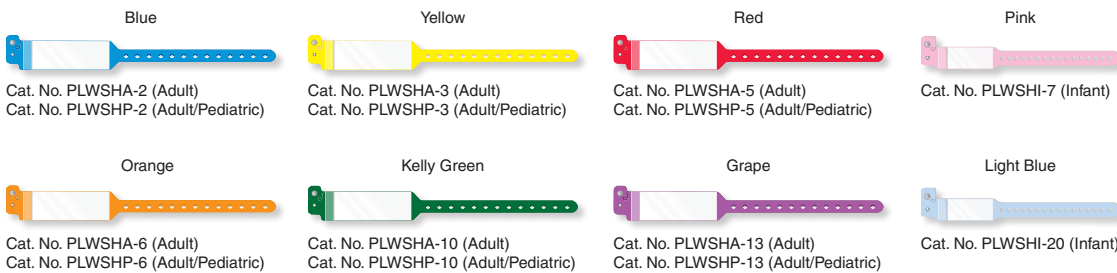 Blue
Cat. No. PLWSHA-2 (Adult)
Cat. No. PLWSHP-2 (Adult/Pediatric)
Yellow
Cat. No. PLWSHA-3 (Adult)
Cat. No. PLWSHP-3 (Adult/Pediatric)
Red
Cat. No. PLWSHA-5 (Adult)
Cat. No. PLWSHP-5 (Adult/Pediatric)
Pink
Cat. No. PLWSHI-7 (Infant)
Orange
Cat. No. PLWSHA-6 (Adult)
Cat. No. PLWSHP-6 (Adult/Pediatric)
Kelly Green
Cat. No. PLWSHA-10 (Adult)
Cat. No. PLWSHP-10 (Adult/Pediatric)
Grape
Cat. No. PLWSHA-13 (Adult)
Cat. No. PLWSHP-13 (Adult/Pediatric)
Light Blue
Cat. No. PLWSHI-20 (Infant)